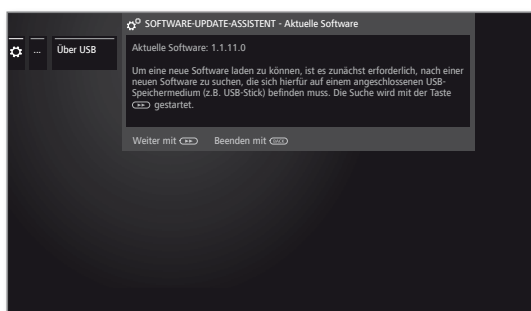 SOFTWARE-UPDATE-ASSISTENT - Aktuelle Software
... Über USB
Aktuelle Software: 1.1.11.0
Um eine neue Software laden zu können, ist es zunächst erforderlich, nach einer
neuen Software zu suchen, die sich hierfür auf einem angeschlossenen USB-
Speichermedium (z.B. USB-Stick) befinden muss. Die Suche wird mit der Taste
gestartet.
Weiter mit Beenden mit BACK